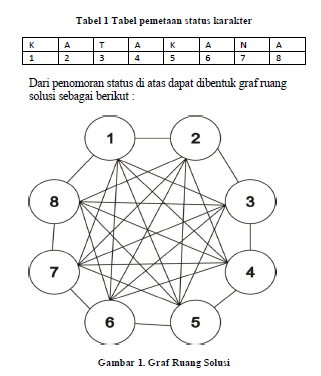 Tabel 1 Tabel pemetaan status karakter
K A T A K A N A
1 2 3 4 5 6 7 8
Dari penomoran status di atas dapat dibentuk graf ruang
solusi sebagai berikut :
1 2
8 3
7 4
6 5
Gambar 1. Graf Ruang Solusi